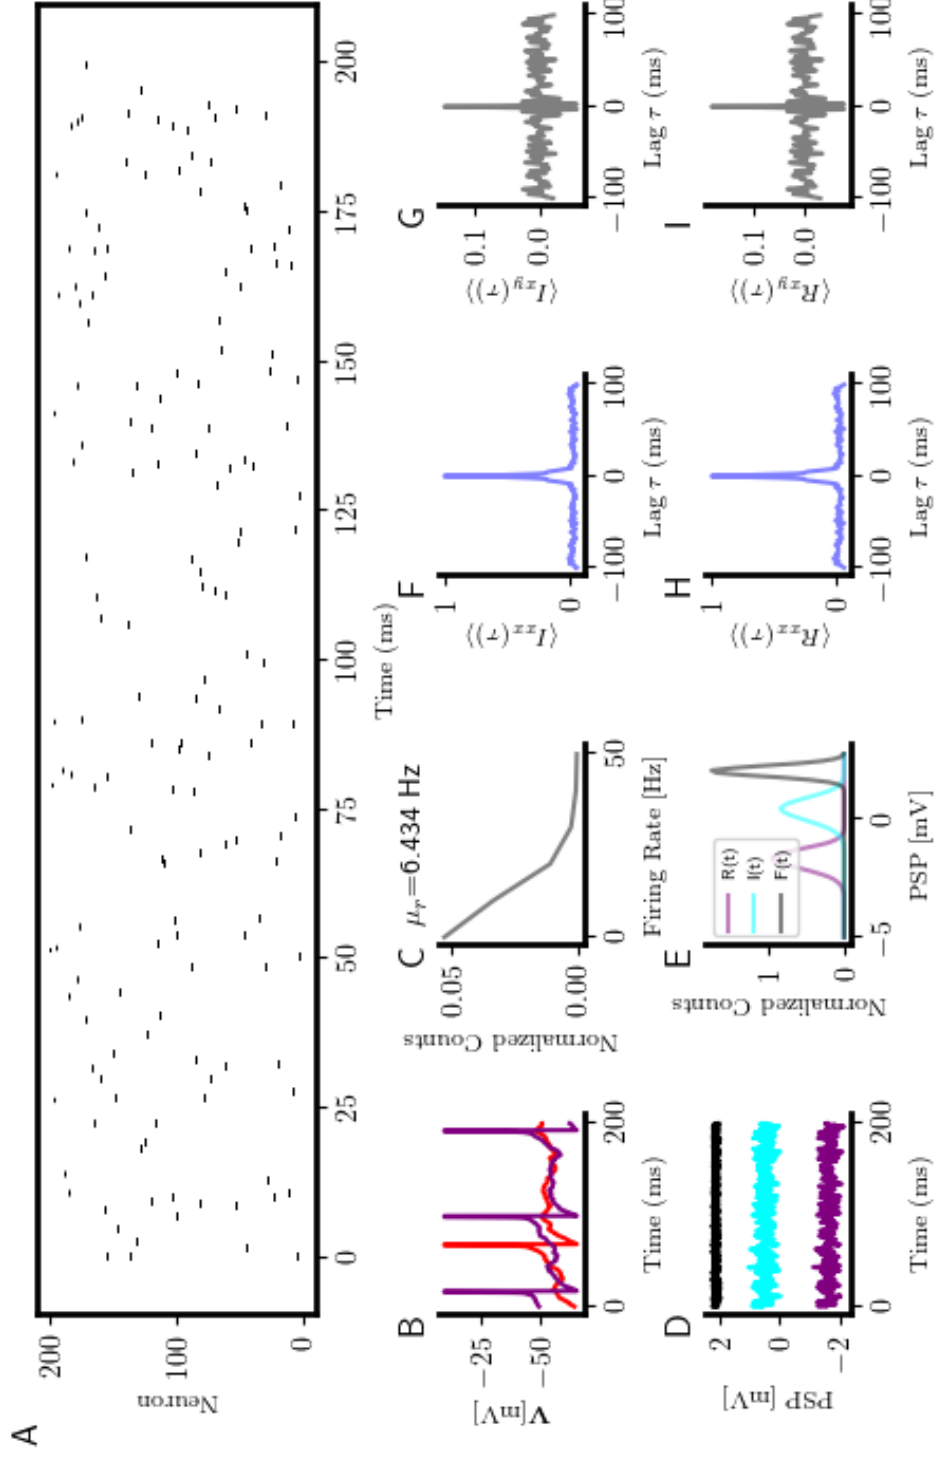 A
Neuron
200
100
0
0 25 50 75 100 125 150 175 200
Time (ms)
B
V[mV]
−25
−50
0 200
Time (ms)
C
μr=6.434 Hz
Normalized Counts
0.05
0.00
0 50
Firing Rate [Hz]
F
⟨Ixx(τ)⟩
1
0
−100 0 100
Lag τ (ms)
G
⟨Ixy(τ)⟩
0.1
0.0
−100 0 100
Lag τ (ms)
D
PSP [mV]
2
0
−2
0 200
Time (ms)
E
Normalized Counts
1
0
R(t)
I(t)
F(t)
−5 0
PSP [mV]
H
⟨Rxx(τ)⟩
1
0
−100 0 100
Lag τ (ms)
I
⟨Rxy(τ)⟩
0.1
0.0
−100 0 100
Lag τ (ms)